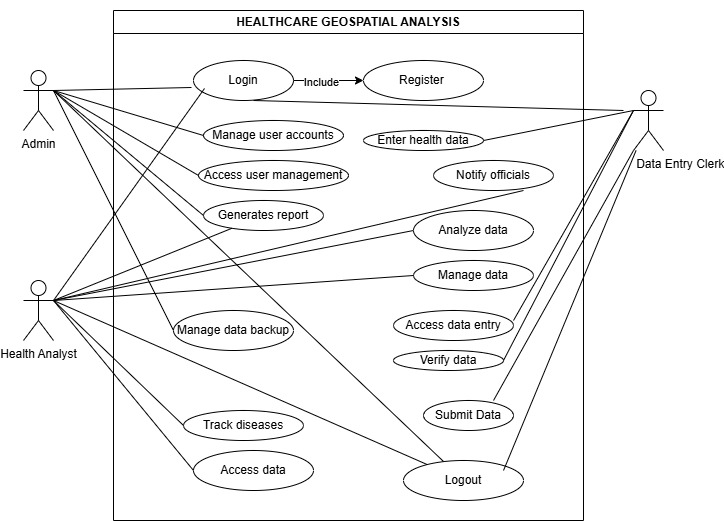 HEALTHCARE GEOSPATIAL ANALYSIS
Login
Include
Register
Admin
Manage user accounts
Enter health data
Data Entry Clerk
Access user management
Notify officials
Generates report
Analyze data
Manage data
Health Analyst
Manage data backup
Access data entry
Verify data
Track diseases
Submit Data
Access data
Logout